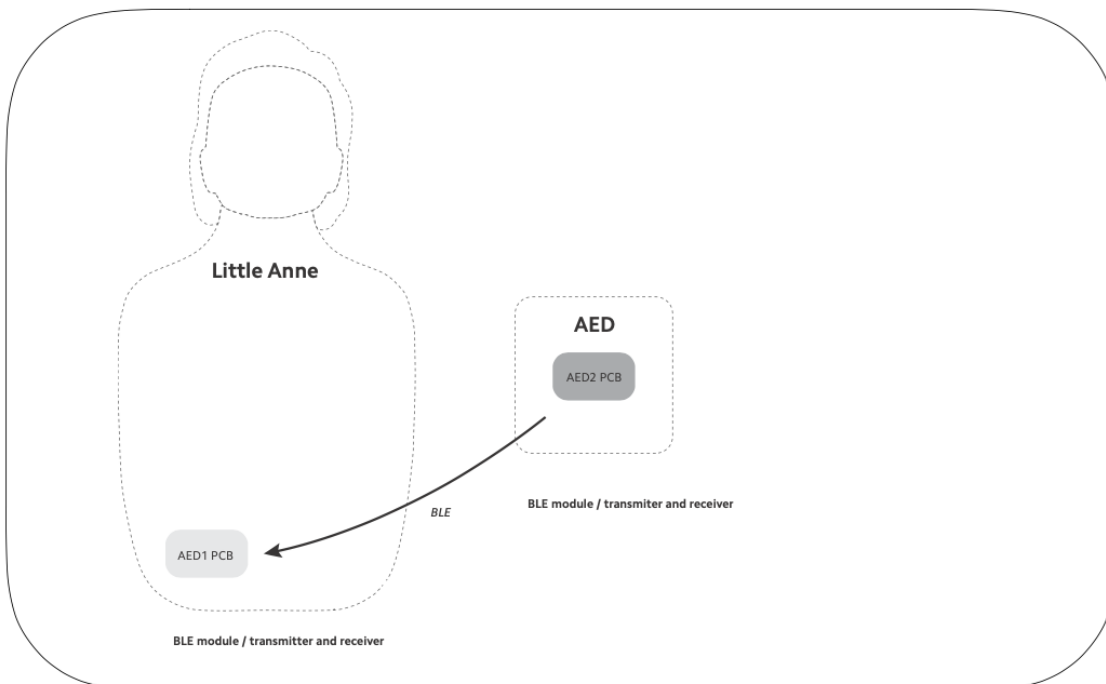 Little Anne
AED
AED2 PCB
BLE module / transmiter and receiver
BLE
AED1 PCB
BLE module / transmitter and receiver